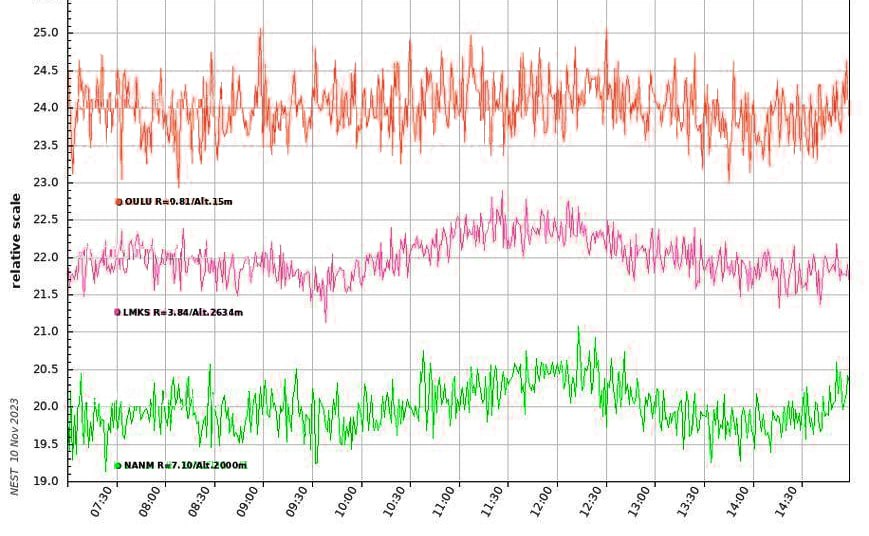 25.0
24.5
24.0
23.5
23.0
OULU R=0.81/Alt.15m
22.5
22.0
21.5
LMKS R=3.84/Alt.2634m
21.0
20.5
20.0
19.5
NANM R=7.10/Alt.2000m
19.0
relative scale
NEST 10 Nov 2023
07:30 08:00 08:30 09:00 09:30 10:00 10:30 11:00 11:30 12:00 12:30 13:00 13:30 14:00 14:30